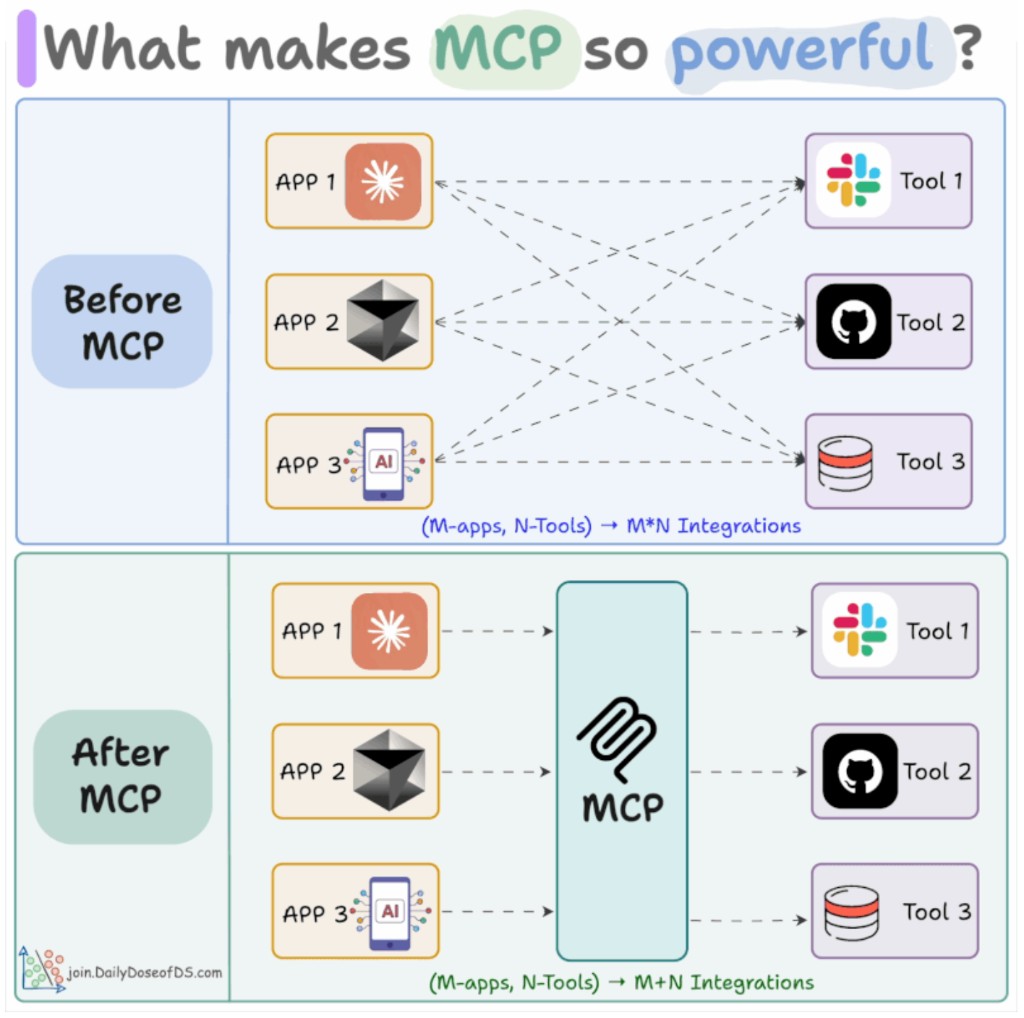 What makes MCP so powerful ?
APP 1
Tool 1
Before
MCP
APP 2
Tool 2
APP 3
AI
Tool 3
(M-apps, N-Tools) → M*N Integrations
APP 1
Tool 1
After
MCP
APP 2
MCP
Tool 2
APP 3
AI
Tool 3
join.DailyDoseofDS.com
(M-apps, N-Tools) → M+N Integrations